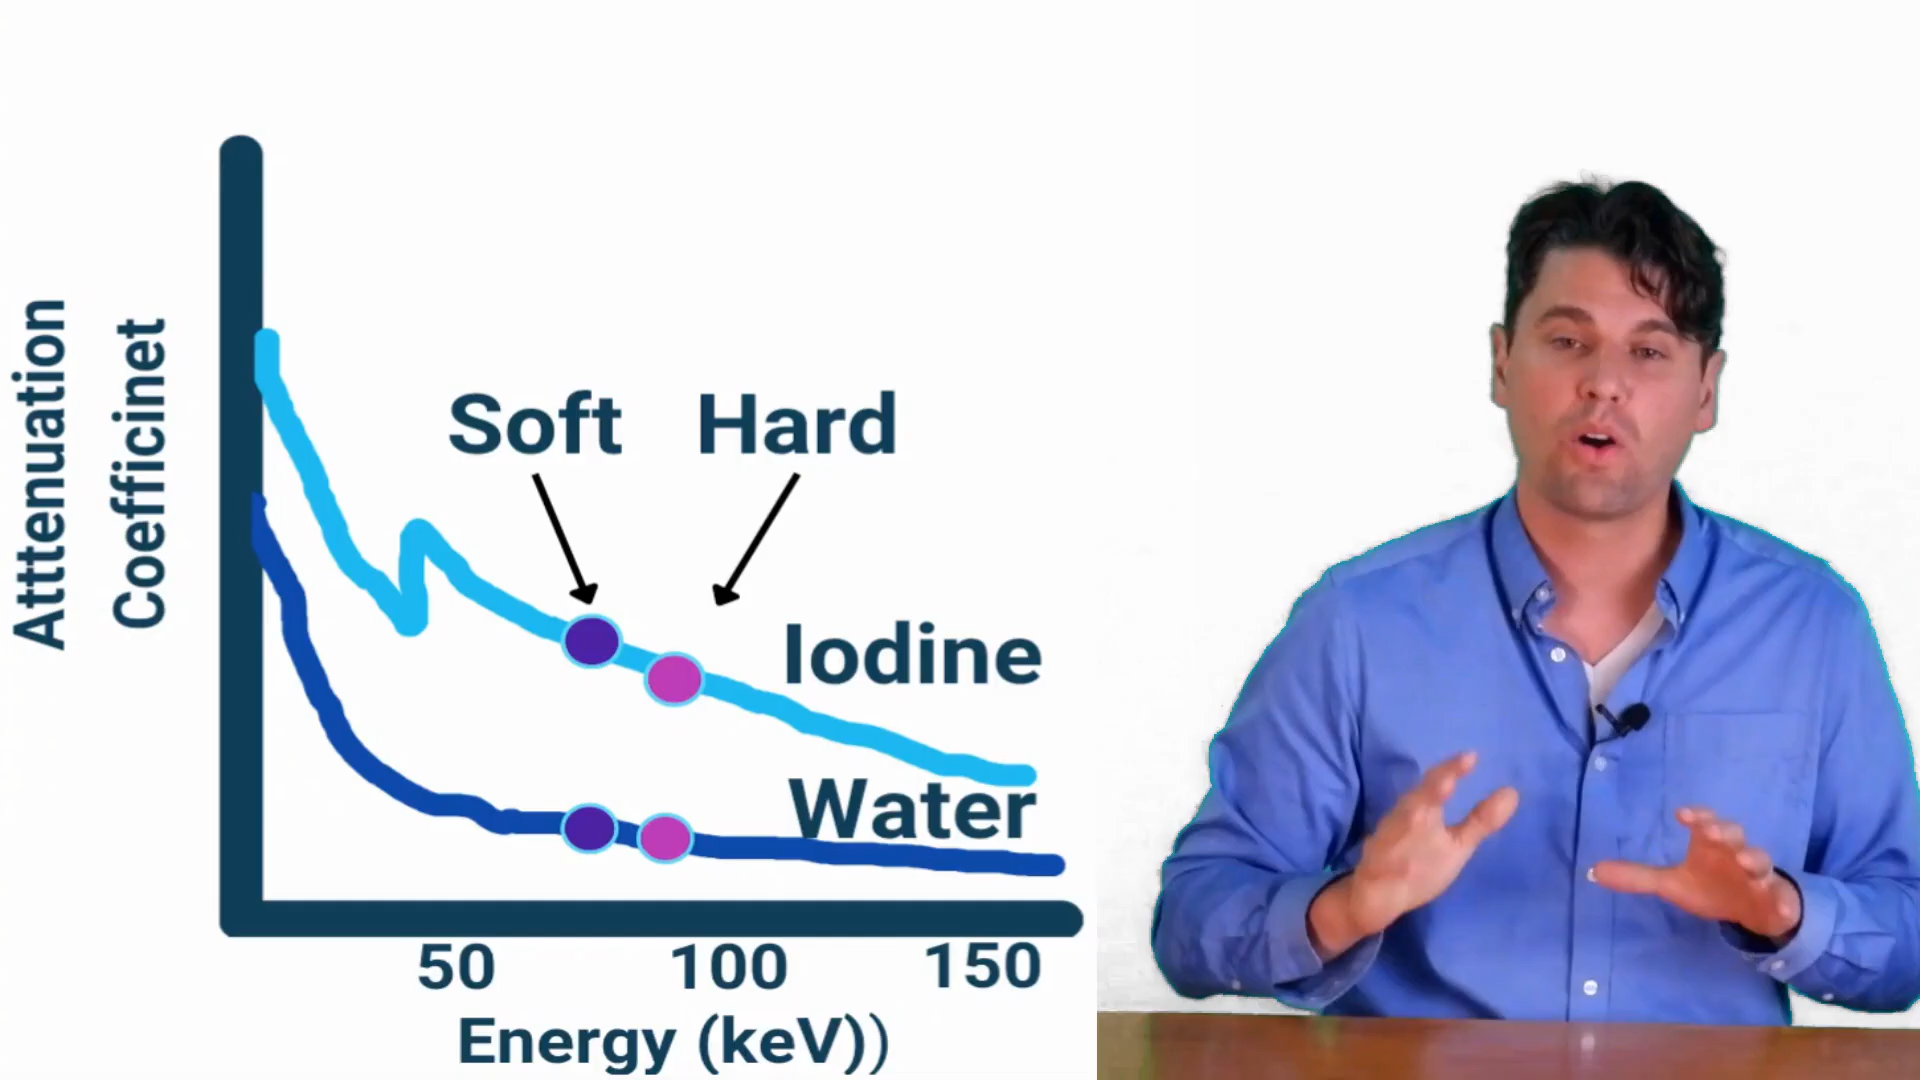 Atttenuation
Coefficinet
Soft
Hard
Iodine
Water
50
100
150
Energy (keV))